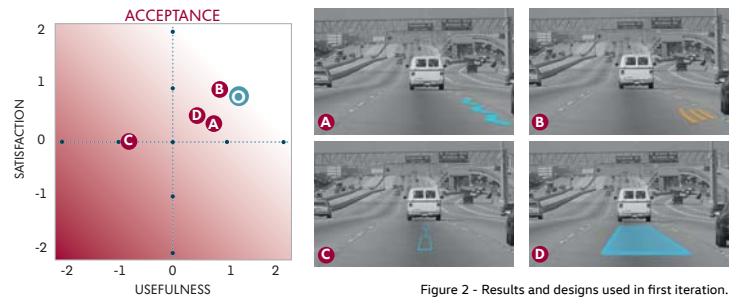 ACCEPTANCE
2
1
0
-1
-2
SATISFACTION
B
D
A
C
-2
-1
0
1
2
USEFULNESS
A
B
C
D
Figure 2 - Results and designs used in first iteration.